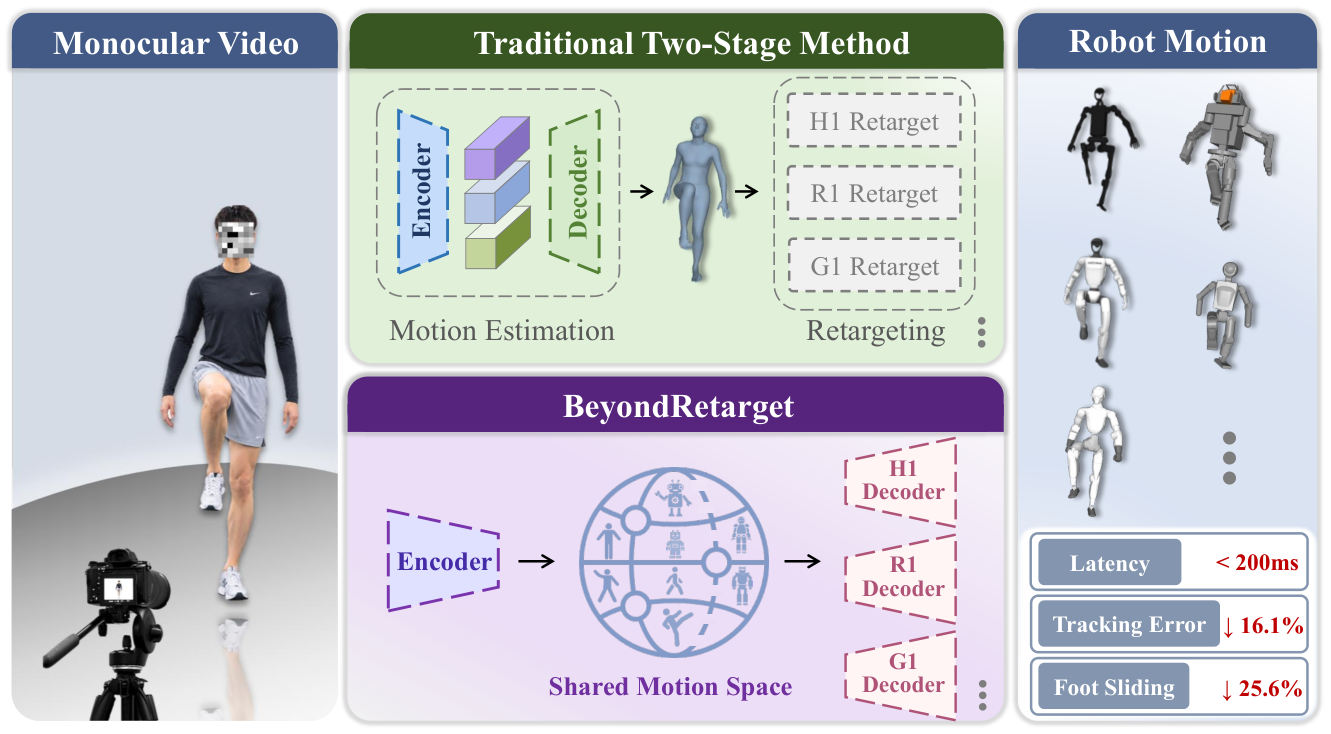 Monocular Video
Traditional Two-Stage Method
Encoder
Decoder
H1 Retarget
R1 Retarget
G1 Retarget
Motion Estimation
Retargeting
BeyondRetarget
Encoder
Shared Motion Space
H1
Decoder
R1
Decoder
G1
Decoder
Robot Motion
Latency
< 200ms
Tracking Error
↓ 16.1%
Foot Sliding
↓ 25.6%